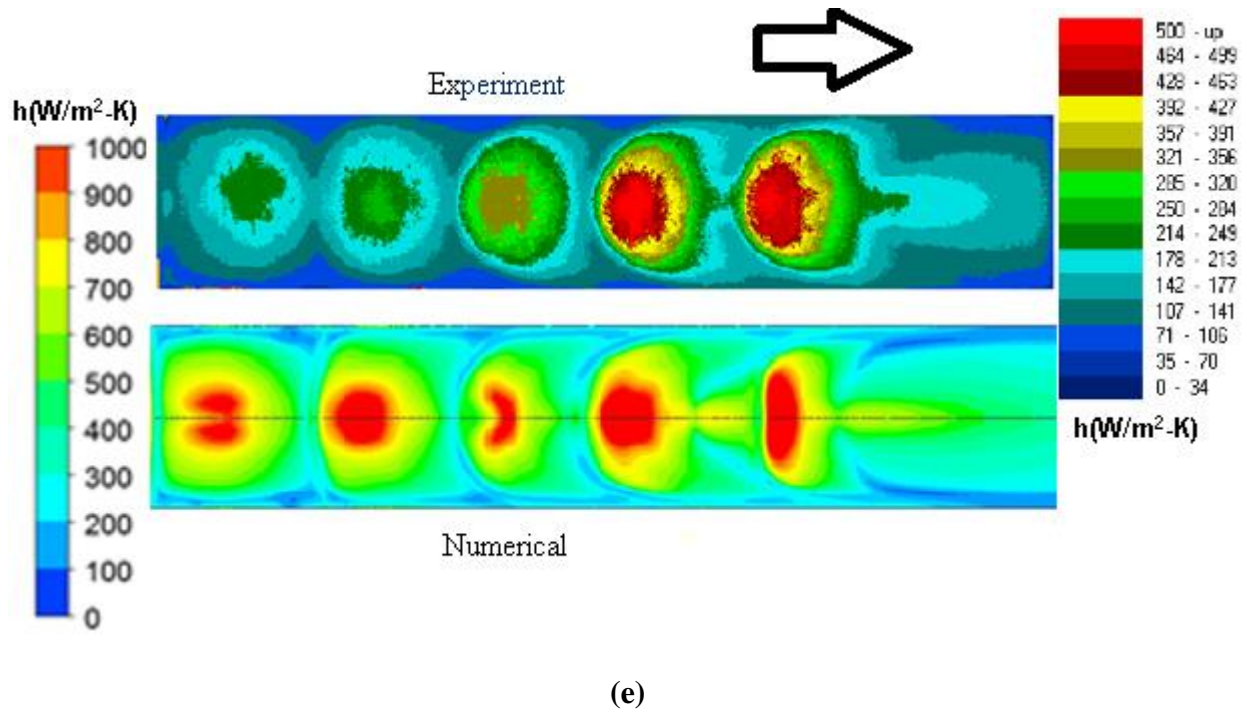 Experiment
h(W/m²-K)
1000
900
800
700
600
500
400
300
200
100
0
500 - up
464 - 499
428 - 463
392 - 427
357 - 391
321 - 356
285 - 320
250 - 284
214 - 249
178 - 213
142 - 177
107 - 141
71 - 106
35 - 70
0 - 34
h(W/m²-K)
Numerical
(e)